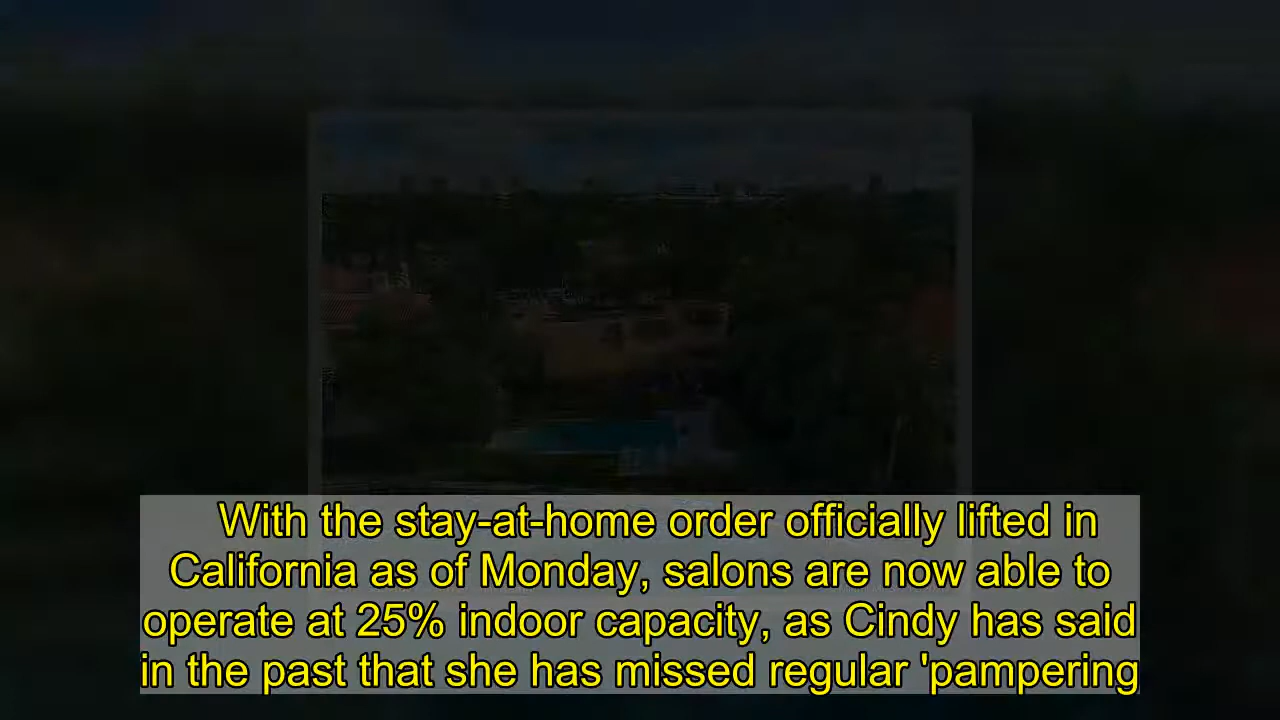 With the stay-at-home order officially lifted in
California as of Monday, salons are now able to
operate at 25% indoor capacity, as Cindy has said
in the past that she has missed regular 'pampering